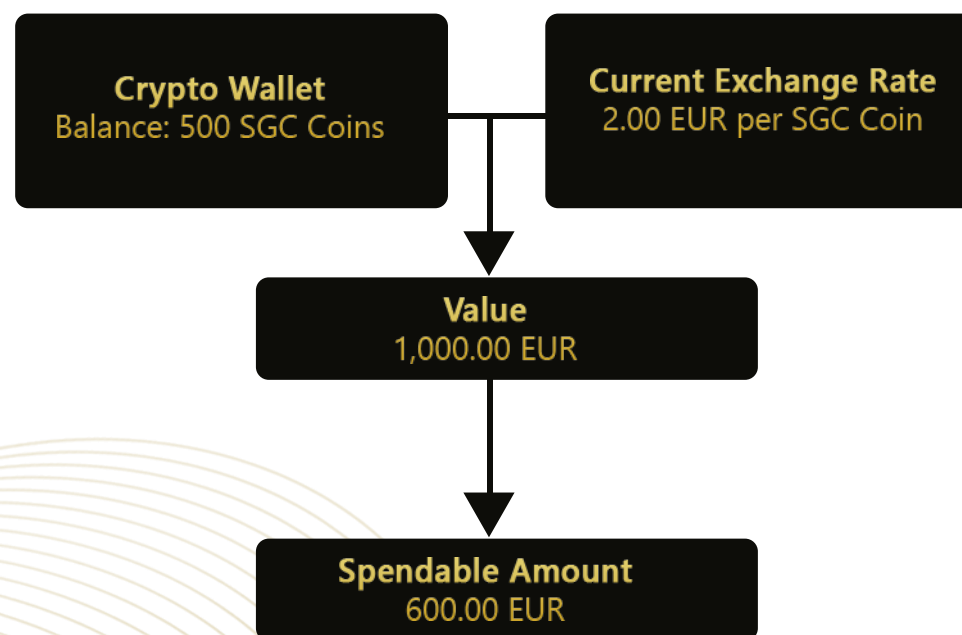 Crypto Wallet
Balance: 500 SGC Coins
Current Exchange Rate
2.00 EUR per SGC Coin
Value
1,000.00 EUR
Spendable Amount
600.00 EUR